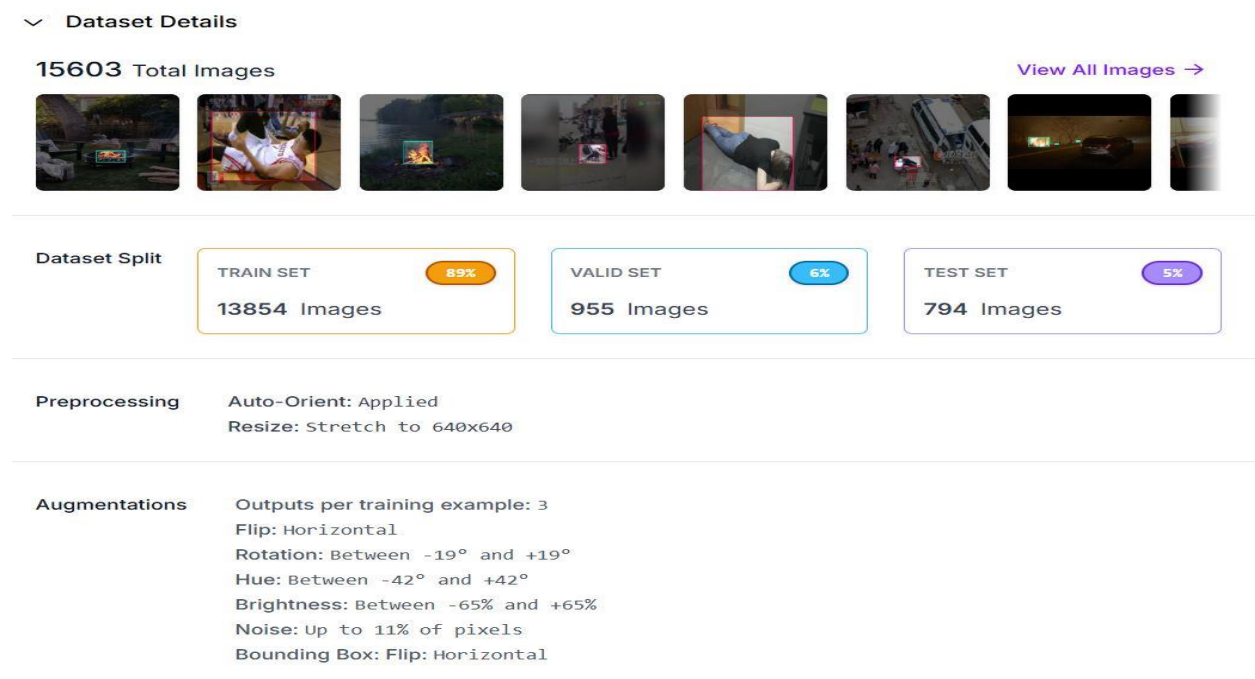 Dataset Details
15603 Total Images
View All Images →
Dataset Split
TRAIN SET
89%
13854 Images
VALID SET
6%
955 Images
TEST SET
5%
794 Images
Preprocessing
Auto-Orient: Applied
Resize: Stretch to 640x640
Augmentations
Outputs per training example: 3
Flip: Horizontal
Rotation: Between -19° and +19°
Hue: Between -42° and +42°
Brightness: Between -65% and +65%
Noise: Up to 11% of pixels
Bounding Box: Flip: Horizontal